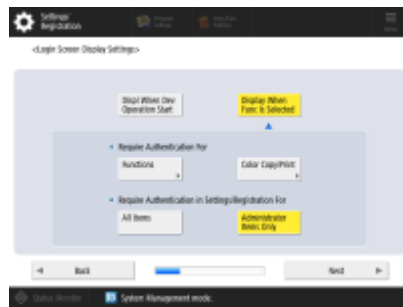 Settings/
Registration
<Login Screen Display Settings>
Displ When Dev
Operation Start
Display When
Func Is Selected
Require Authentication For
Functions
Color Copy/Print
Require Authentication in Settings/Registration For
All Items
Administrator
Items Only
Back
Next
Status Monitor
System Management mode.